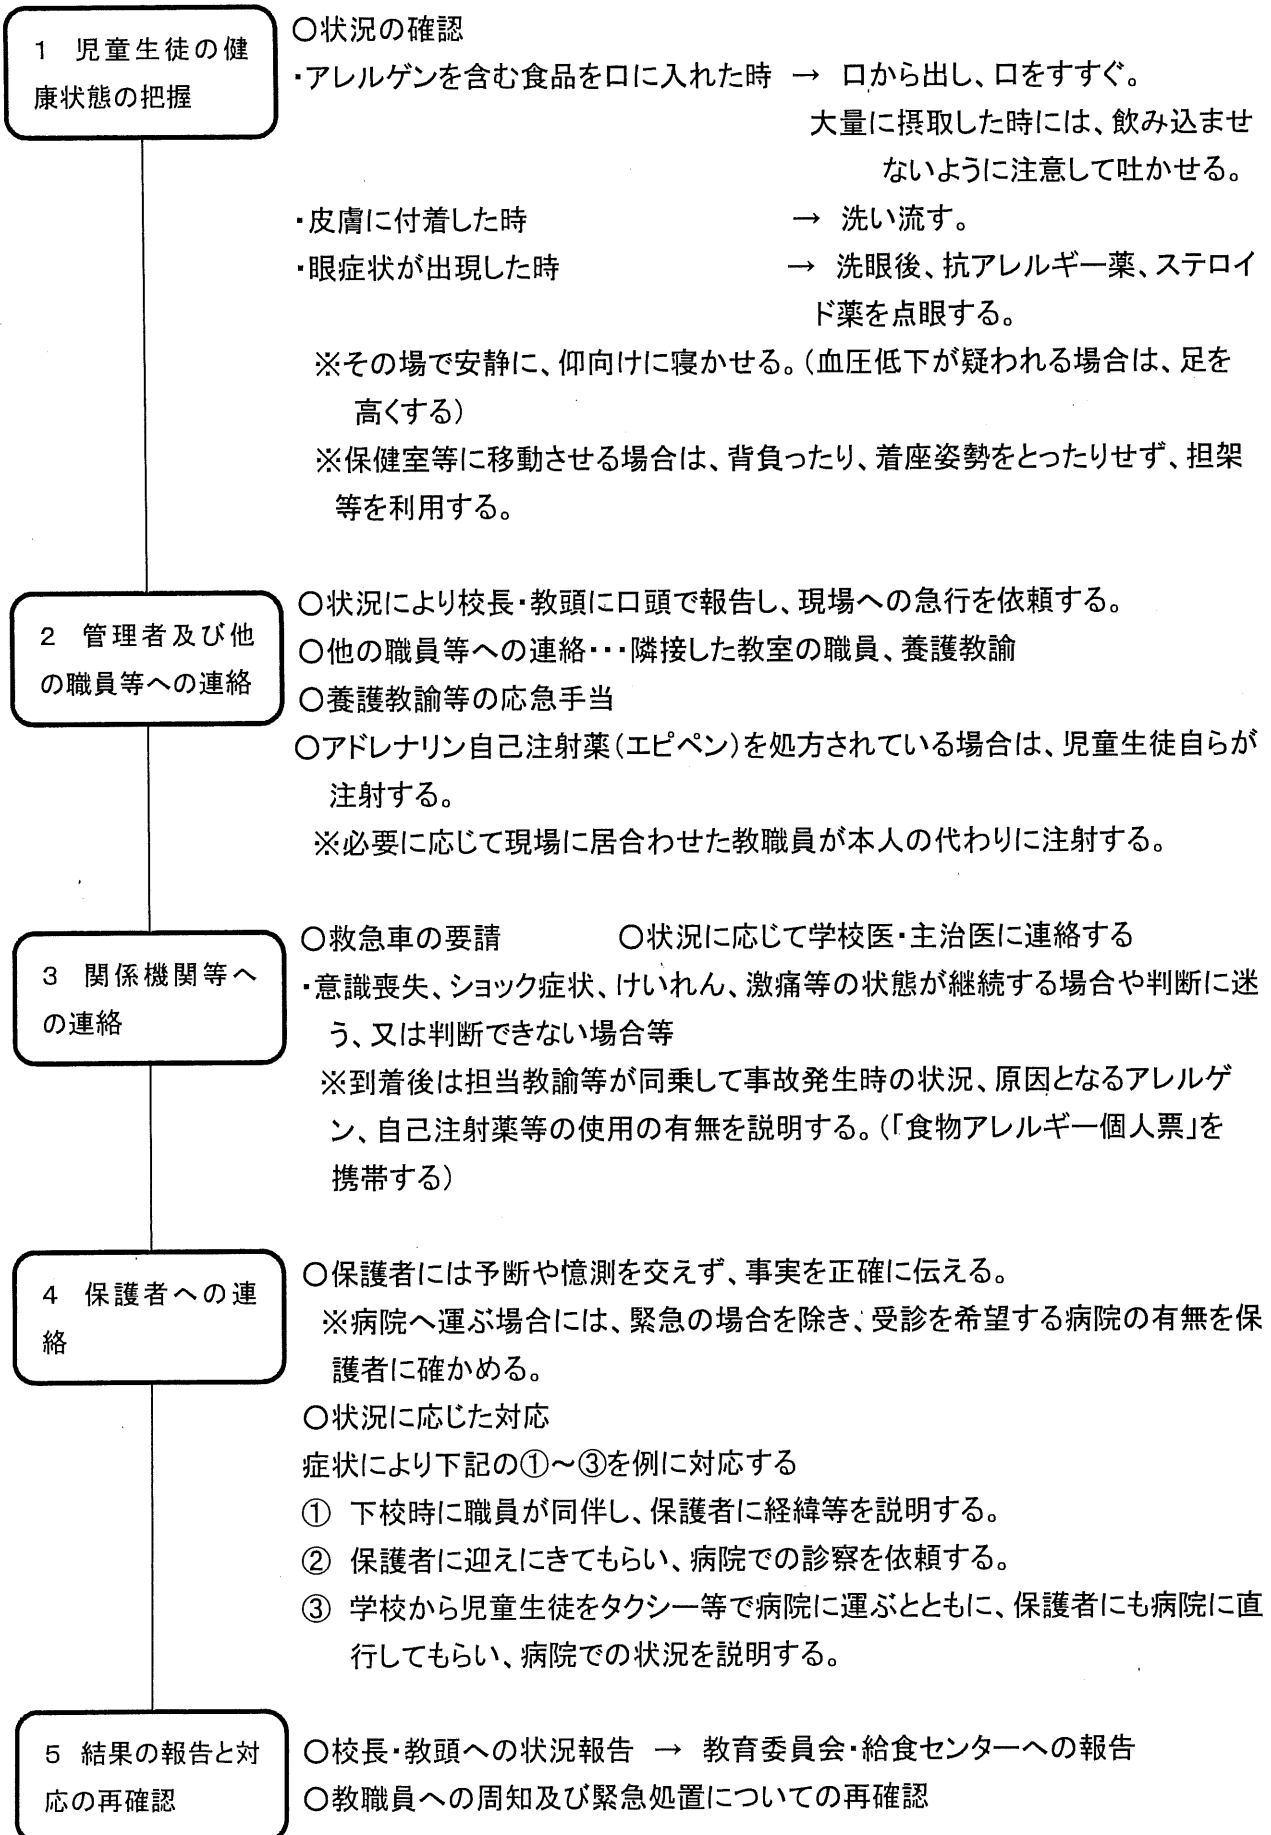 1 児童生徒の健
康状態の把握
○状況の確認
・アレルゲンを含む食品を口に入れた時 → 口から出し、口をすすぐ。
大量に摂取した時には、飲み込ませ
ないように注意して吐かせる。
・皮膚に付着した時 → 洗い流す。
・眼症状が出現した時 → 洗眼後、抗アレルギー薬、ステロイ
ド薬を点眼する。
※その場で安静に、仰向けに寝かせる。(血圧低下が疑われる場合は、足を
高くする)
※保健室等に移動させる場合は、背負ったり、着座姿勢をとったりせず、担架
等を利用する。
2 管理者及び他
の職員等への連絡
○状況により校長・教頭に口頭で報告し、現場への急行を依頼する。
○他の職員等への連絡・・・隣接した教室の職員、養護教諭
○養護教諭等の応急手当
○アドレナリン自己注射薬(エピペン)を処方されている場合は、児童生徒自らが
注射する。
※必要に応じて現場に居合わせた教職員が本人の代わりに注射する。
3 関係機関等へ
の連絡
○救急車の要請 ○状況に応じて学校医・主治医に連絡する
・意識喪失、ショック症状、けいれん、激痛等の状態が継続する場合や判断に迷
う、又は判断できない場合等
※到着後は担当教諭等が同乗して事故発生時の状況、原因となるアレルゲ
ン、自己注射薬等の使用の有無を説明する。(「食物アレルギー個人票」を
携帯する)
4 保護者への連
絡
○保護者には予断や憶測を交えず、事実を正確に伝える。
※病院へ運ぶ場合には、緊急の場合を除き、受診を希望する病院の有無を保
護者に確かめる。
○状況に応じた対応
症状により下記の①～③を例に対応する
① 下校時に職員が同伴し、保護者に経緯等を説明する。
② 保護者に迎えにきてもらい、病院での診察を依頼する。
③ 学校から児童生徒をタクシー等で病院に運ぶとともに、保護者にも病院に直
行してもらい、病院での状況を説明する。
5 結果の報告と対
応の再確認
○校長・教頭への状況報告 → 教育委員会・給食センターへの報告
○教職員への周知及び緊急処置についての再確認